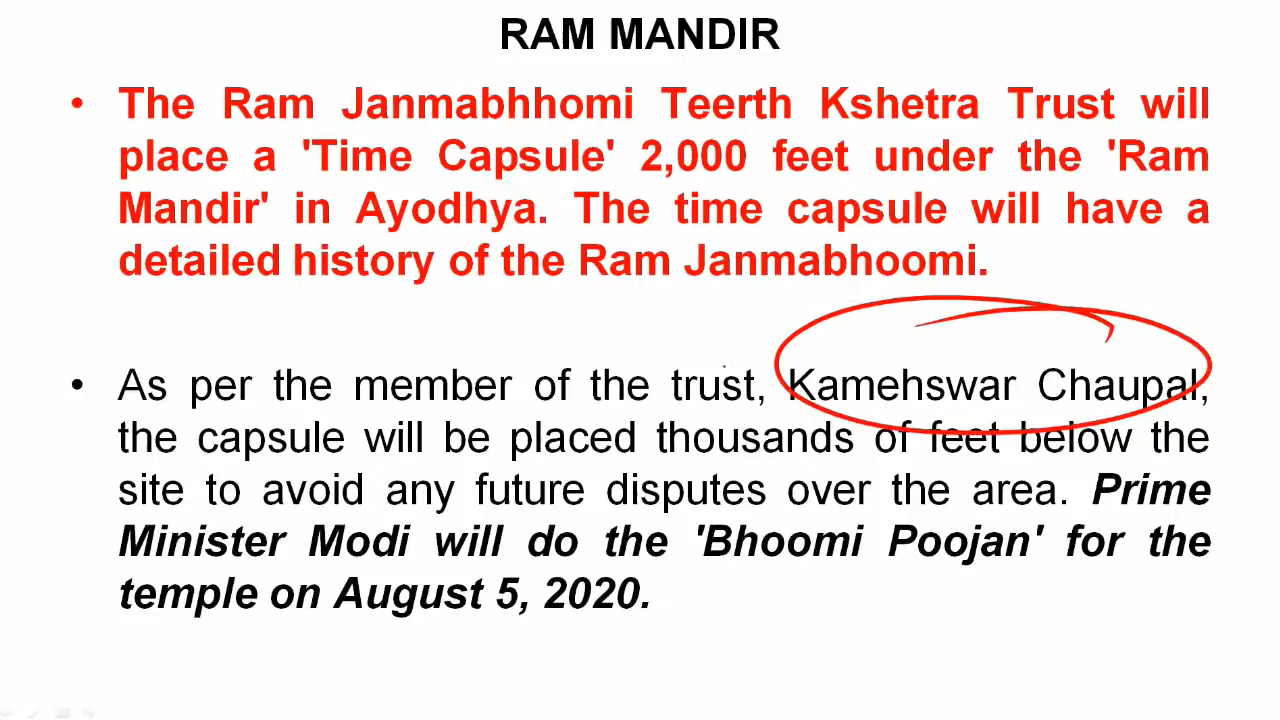 RAM MANDIR
• The Ram Janmabhhomi Teerth Kshetra Trust will
place a 'Time Capsule' 2,000 feet under the 'Ram
Mandir' in Ayodhya. The time capsule will have a
detailed history of the Ram Janmabhoomi.
• As per the member of the trust, Kamehswar Chaupal,
the capsule will be placed thousands of feet below the
site to avoid any future disputes over the area. Prime
Minister Modi will do the 'Bhoomi Poojan' for the
temple on August 5, 2020.